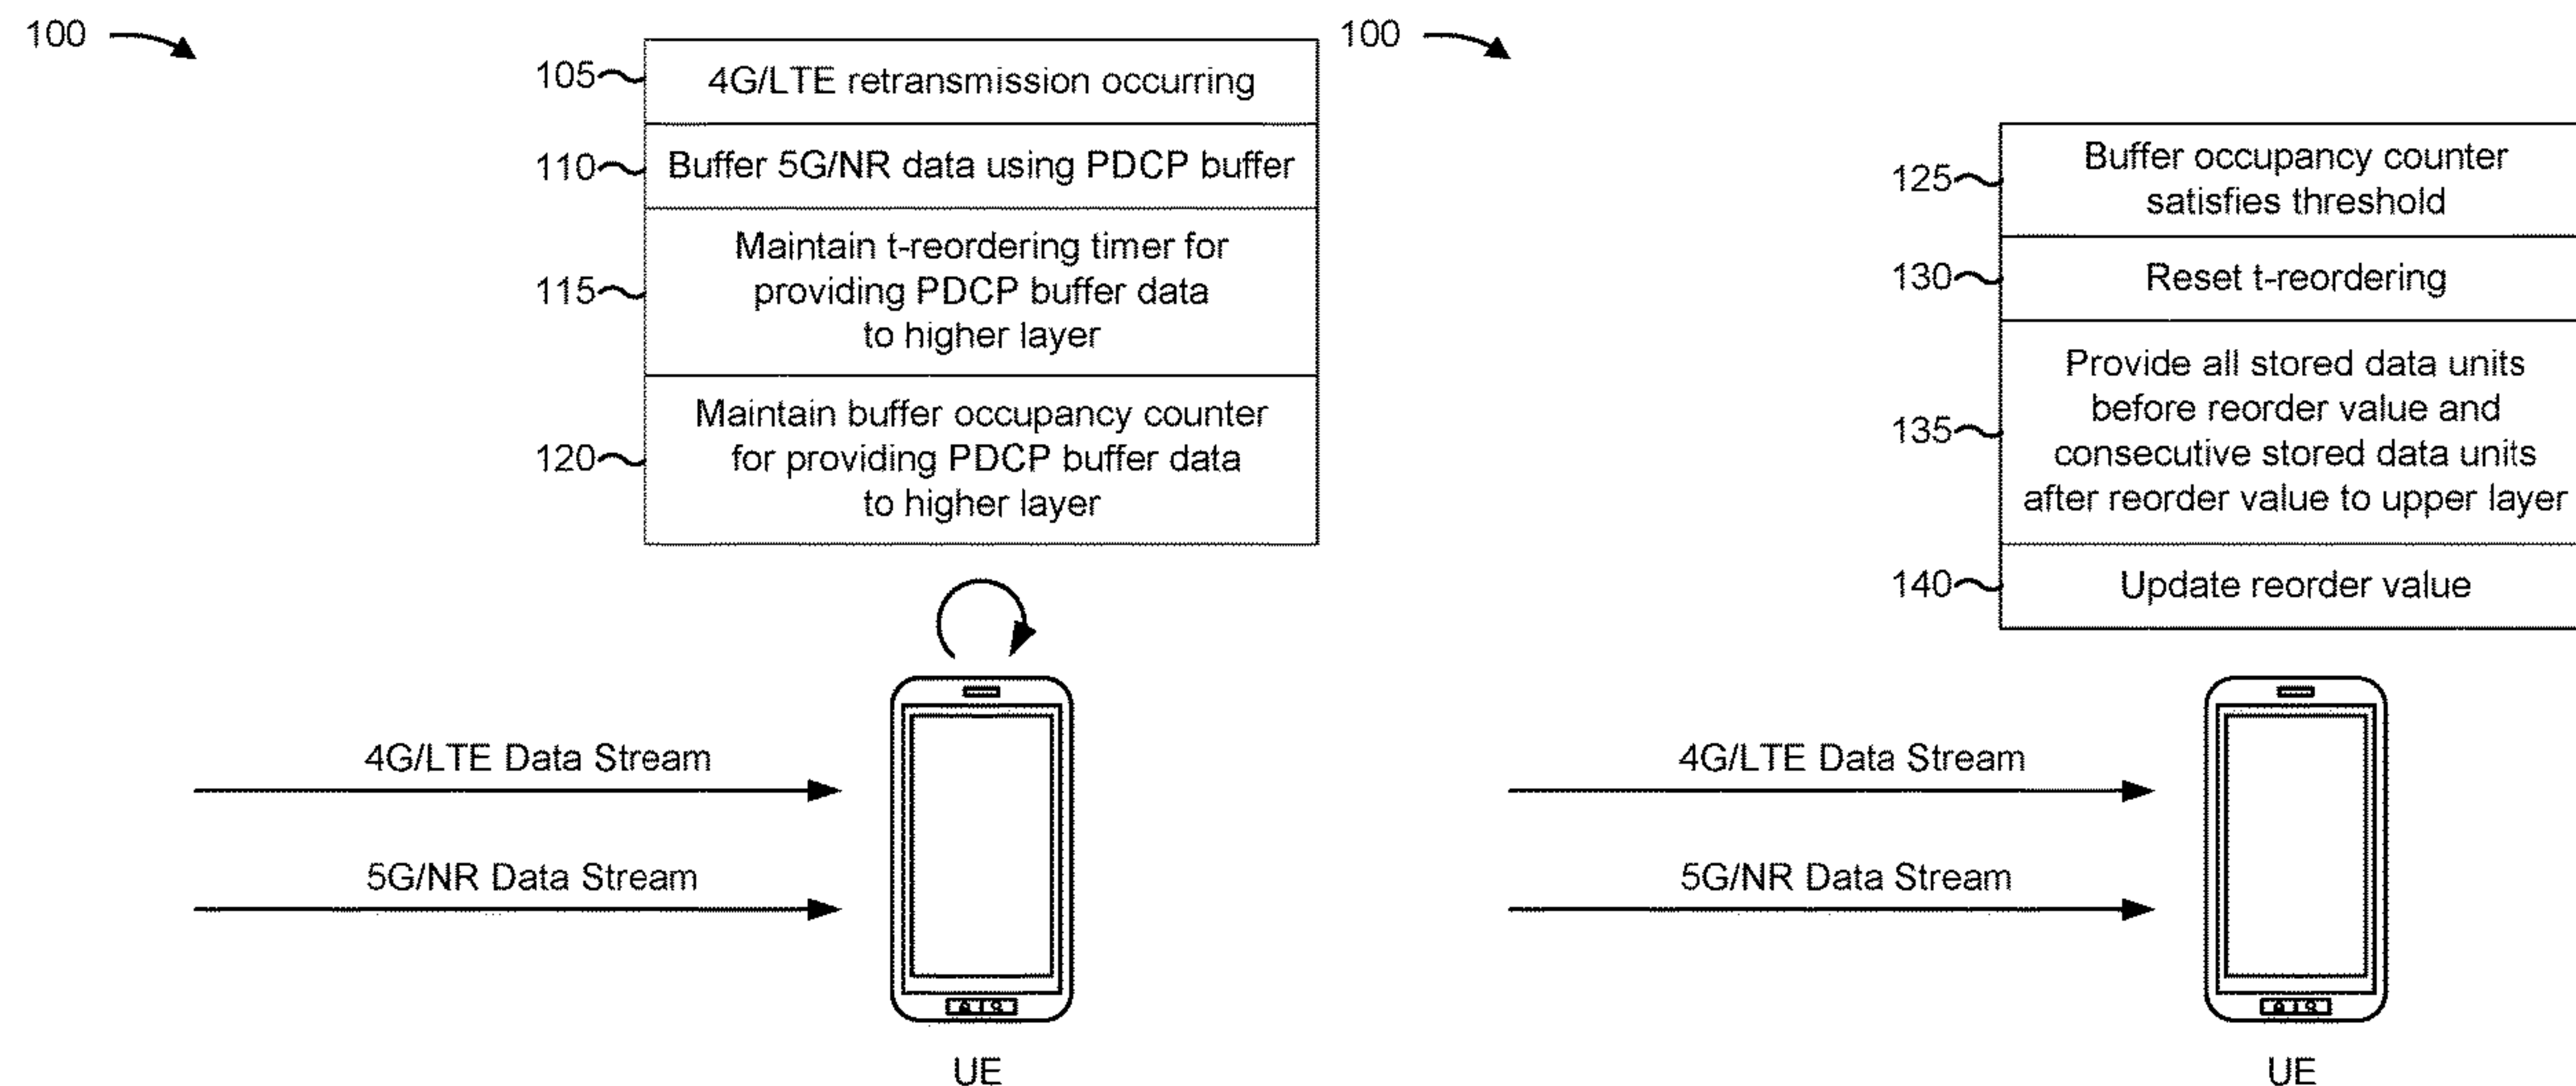 100
105
4G/LTE retransmission occurring
110
Buffer 5G/NR data using PDCP buffer
115
Maintain t-reordering timer for
providing PDCP buffer data
to higher layer
120
Maintain buffer occupancy counter
for providing PDCP buffer data
to higher layer
4G/LTE Data Stream
5G/NR Data Stream
UE
100
125
Buffer occupancy counter
satisfies threshold
130
Reset t-reordering
135
Provide all stored data units
before reorder value and
consecutive stored data units
after reorder value to upper layer
140
Update reorder value
4G/LTE Data Stream
5G/NR Data Stream
UE